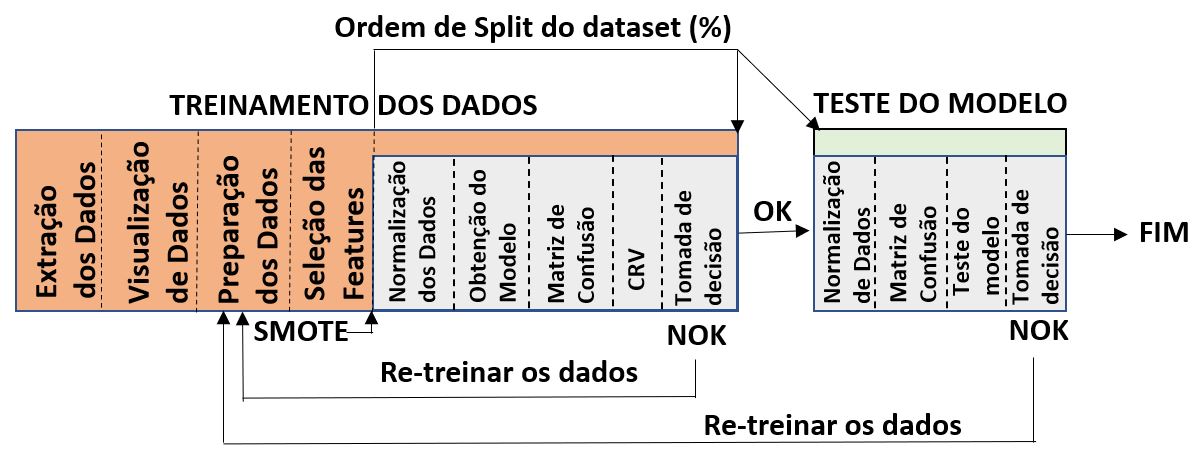 Ordem de Split do dataset (%)
TREINAMENTO DOS DADOS
TESTE DO MODELO
Extração
dos Dados
Visualização
de Dados
Preparação
dos Dados
Seleção das
Features
Normalização
dos Dados
Obtenção do
Modelo
Matriz de
Confusão
CRV
Tomada de
decisão
OK
Normalização
de Dados
Matriz de
Confusão
Teste do
modelo
Tomada de
decisão
FIM
SMOTE
NOK
NOK
Re-treinar os dados
Re-treinar os dados